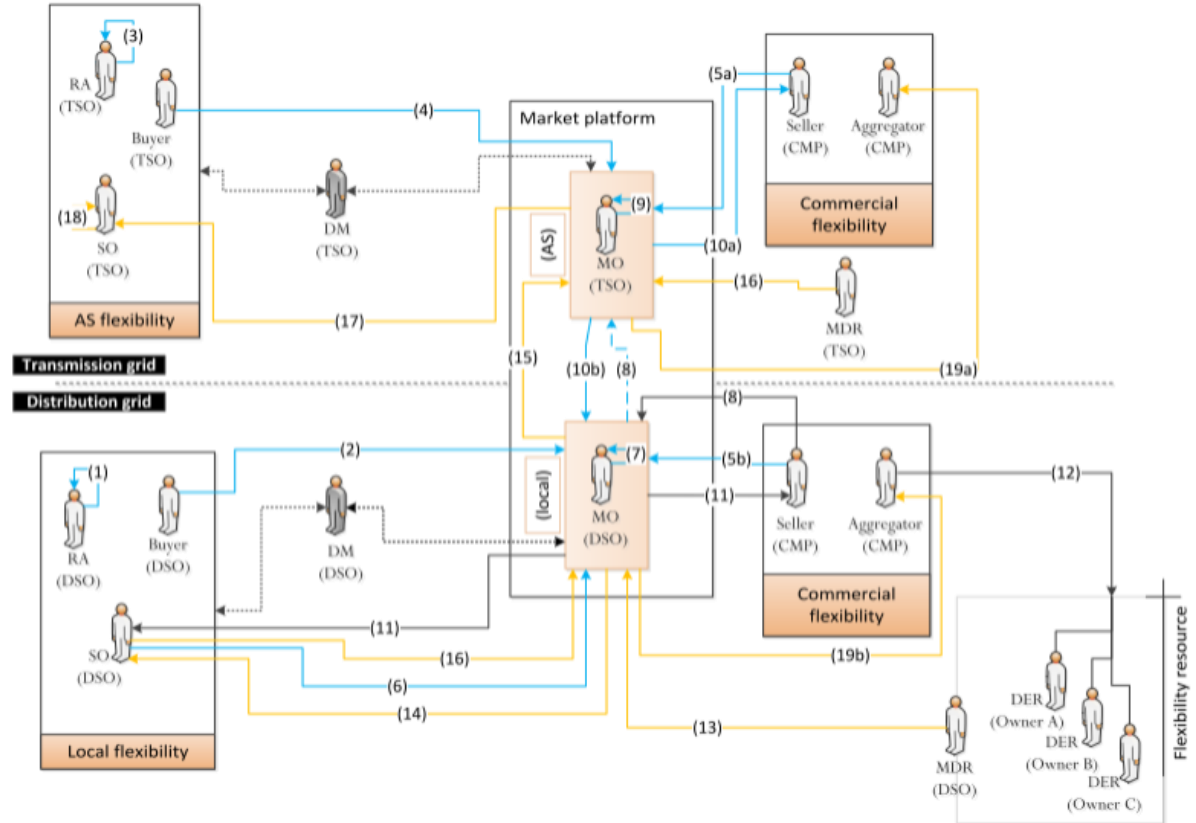 (3)
RA
(TSO)
Buyer
(TSO)
(4)
(18)
SO
(TSO)
AS flexibility
DM
(TSO)
(17)
Market platform
(AS)
(9)
MO
(TSO)
(5a)
(10a)
Seller
(CMP)
Aggregator
(CMP)
Commercial
flexibility
(16)
MDR
(TSO)
(19a)
Transmission grid
Distribution grid
(15)
(10b)
(8)
(8)
(1)
RA
(DSO)
Buyer
(DSO)
(2)
SO
(DSO)
Local flexibility
DM
(DSO)
(11)
(16)
(6)
(14)
(local)
(7)
MO
(DSO)
(5b)
(11)
Seller
(CMP)
Aggregator
(CMP)
Commercial
flexibility
(12)
(19b)
(13)
MDR
(DSO)
DER
(Owner A)
DER
(Owner B)
DER
(Owner C)
Flexibility resource